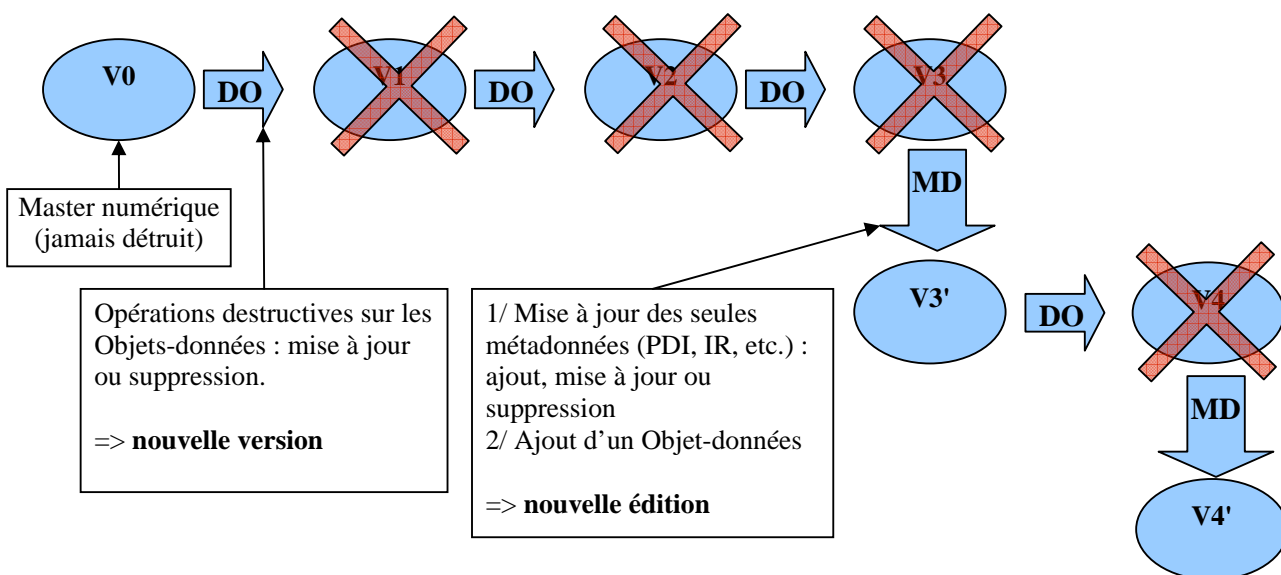 V0
DO
V1
DO
V2
DO
V3
MD
Master numérique
(jamais détruit)
Opérations destructives sur les
Objets-données : mise à jour
ou suppression.
=> nouvelle version
1/ Mise à jour des seules
métadonnées (PDI, IR, etc.) :
ajout, mise à jour ou
suppression
2/ Ajout d’un Objet-données
=> nouvelle édition
V3'
DO
V4
MD
V4'